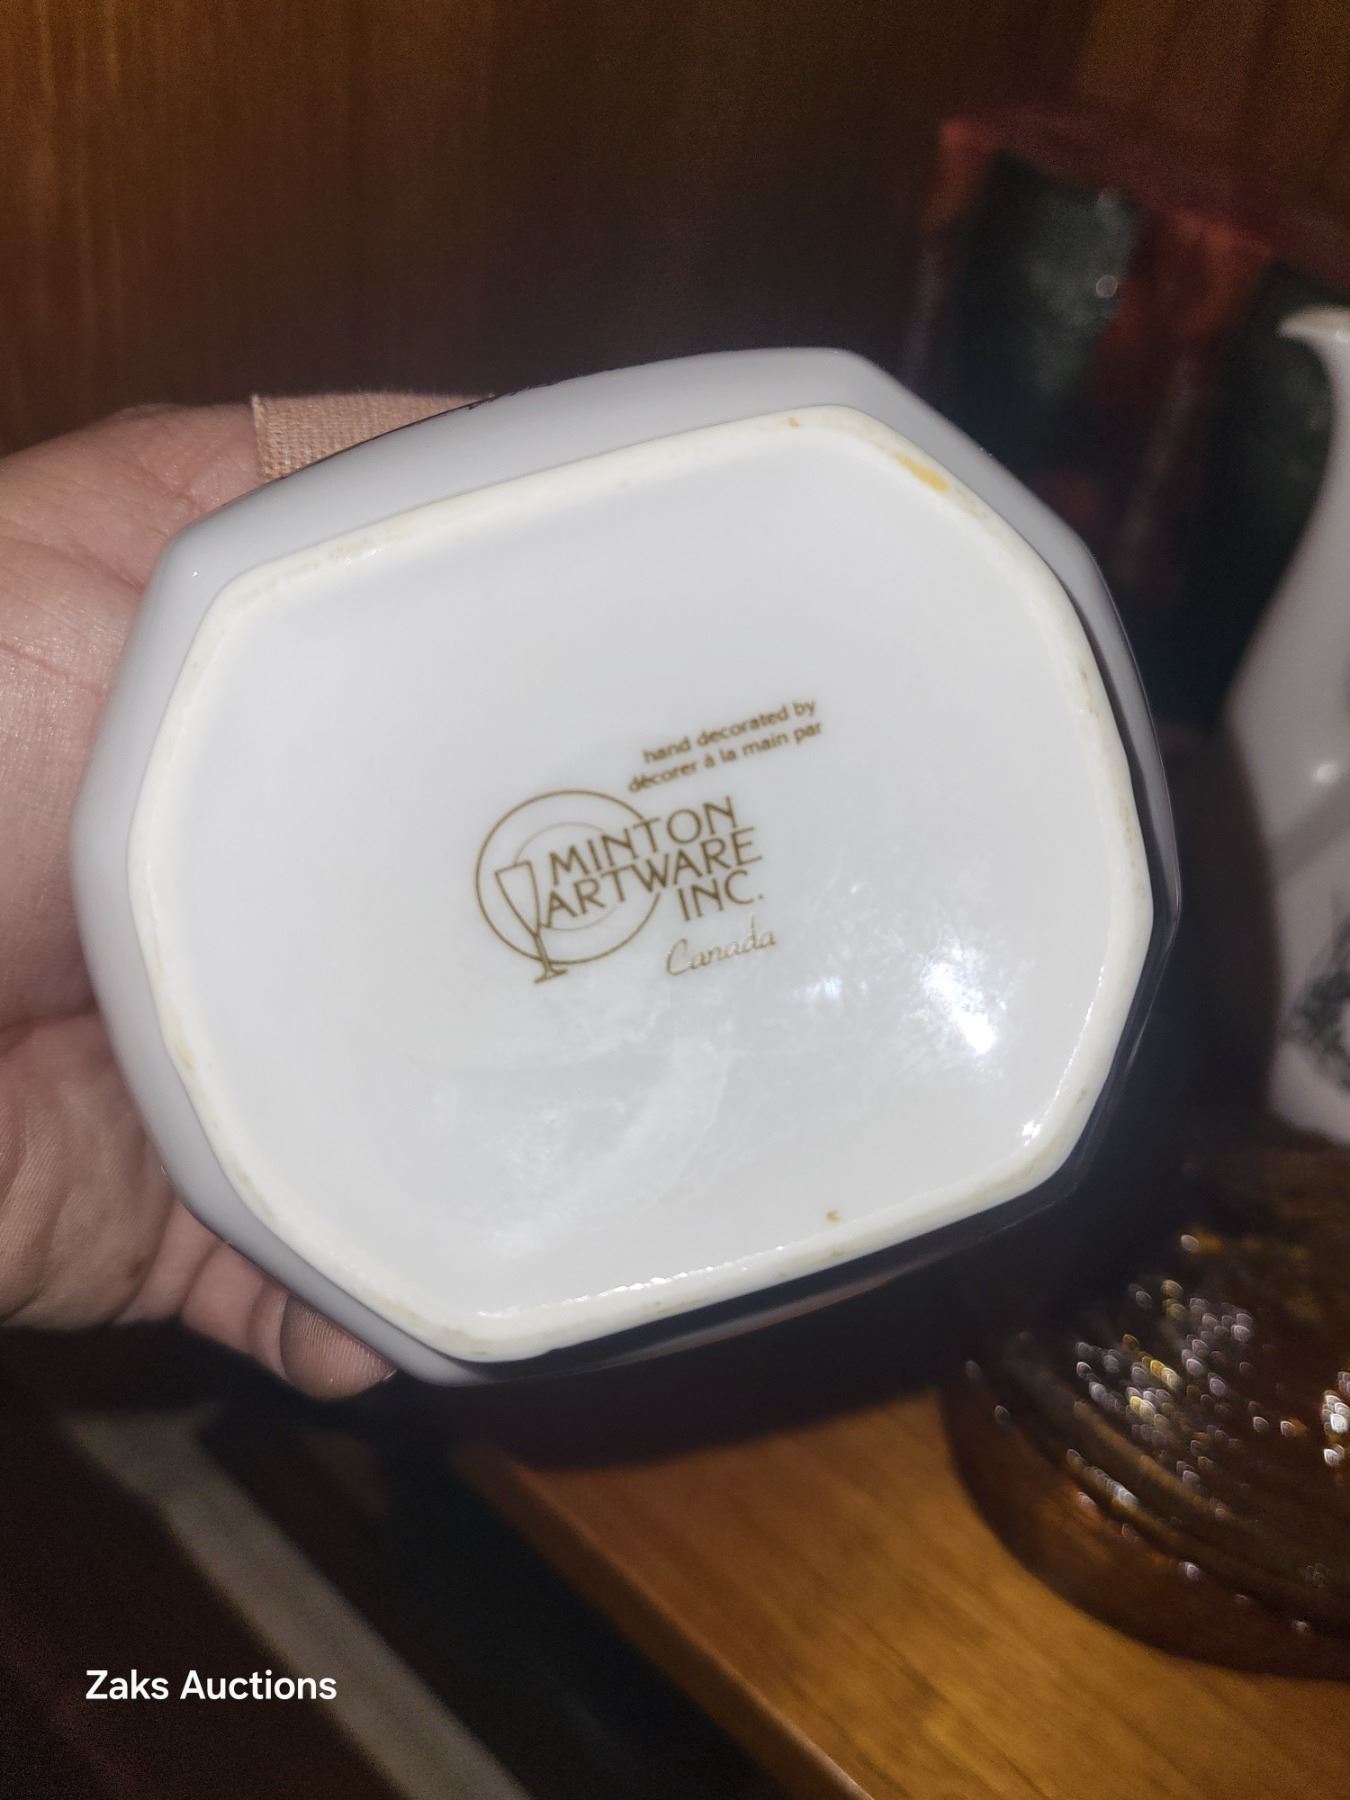 hand decorated by
décorer à la main par
MINTON
ARTWARE
INC.
Canada
Zaks Auctions